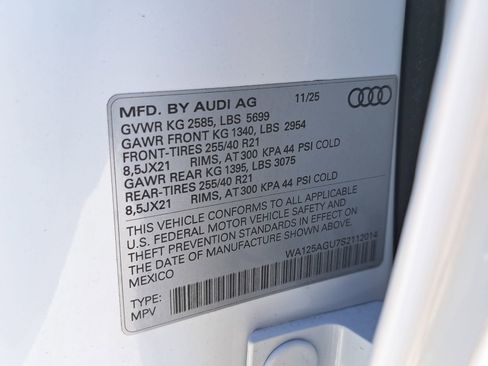 MFD. BY AUDI AG 11/25
GVWR KG 2585, LBS 5699
GAWR FRONT KG 1340, LBS 2954
FRONT-TIRES 255/40 R21
8,5JX21 RIMS, AT 300 KPA 44 PSI COLD
GAWR REAR KG 1395, LBS 3075
REAR-TIRES 255/40 R21
8,5JX21 RIMS, AT 300 KPA 44 PSI COLD
THIS VEHICLE CONFORMS TO ALL APPLICABLE
U.S. FEDERAL MOTOR VEHICLE SAFETY AND
THEFT PREVENTION STANDARDS IN EFFECT ON
THE DATE OF MANUFACTURE SHOWN ABOVE.
MEXICO
WA125AGU7S2112014
TYPE:
MPV